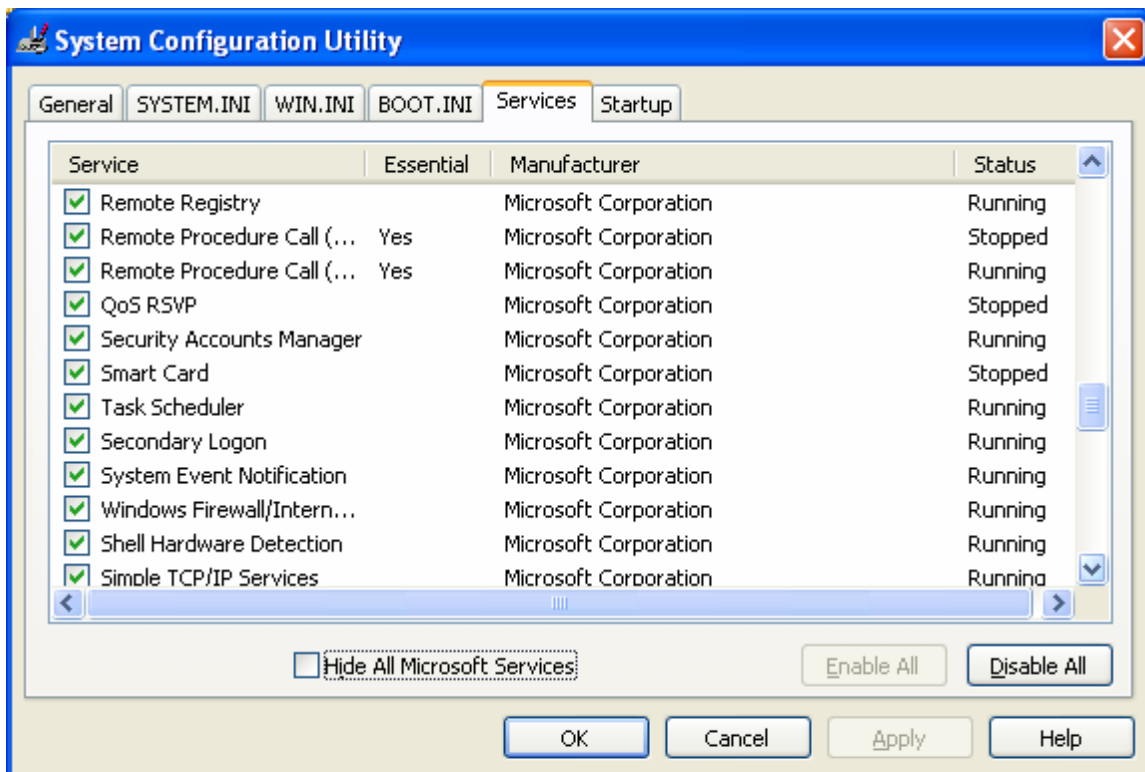 System Configuration Utility
General SYSTEM.INI WIN.INI BOOT.INI Services Startup
Service Essential Manufacturer Status
Remote Registry Microsoft Corporation Running
Remote Procedure Call (... Yes Microsoft Corporation Stopped
Remote Procedure Call (... Yes Microsoft Corporation Running
QoS RSVP Microsoft Corporation Stopped
Security Accounts Manager Microsoft Corporation Running
Smart Card Microsoft Corporation Stopped
Task Scheduler Microsoft Corporation Running
Secondary Logon Microsoft Corporation Running
System Event Notification Microsoft Corporation Running
Windows Firewall/Intern... Microsoft Corporation Running
Shell Hardware Detection Microsoft Corporation Running
Simple TCP/IP Services Microsoft Corporation Running
Hide All Microsoft Services Enable All Disable All
OK Cancel Apply Help